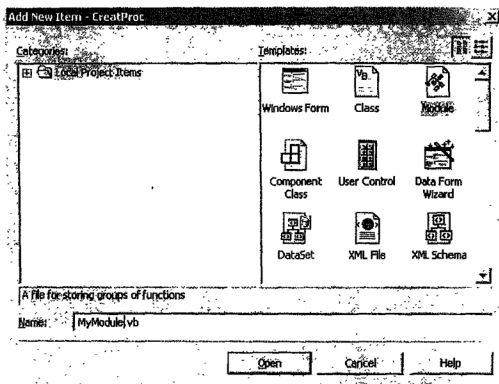 Add New Item - CreatProc
Categories:
Templates:
Local Project Items
Windows Form
Class
Module
Component Class
User Control
Data Form Wizard
DataSet
XML File
XML Schema
A file for storing groups of functions
Name:
MyModule.vb
Open
Cancel
Help